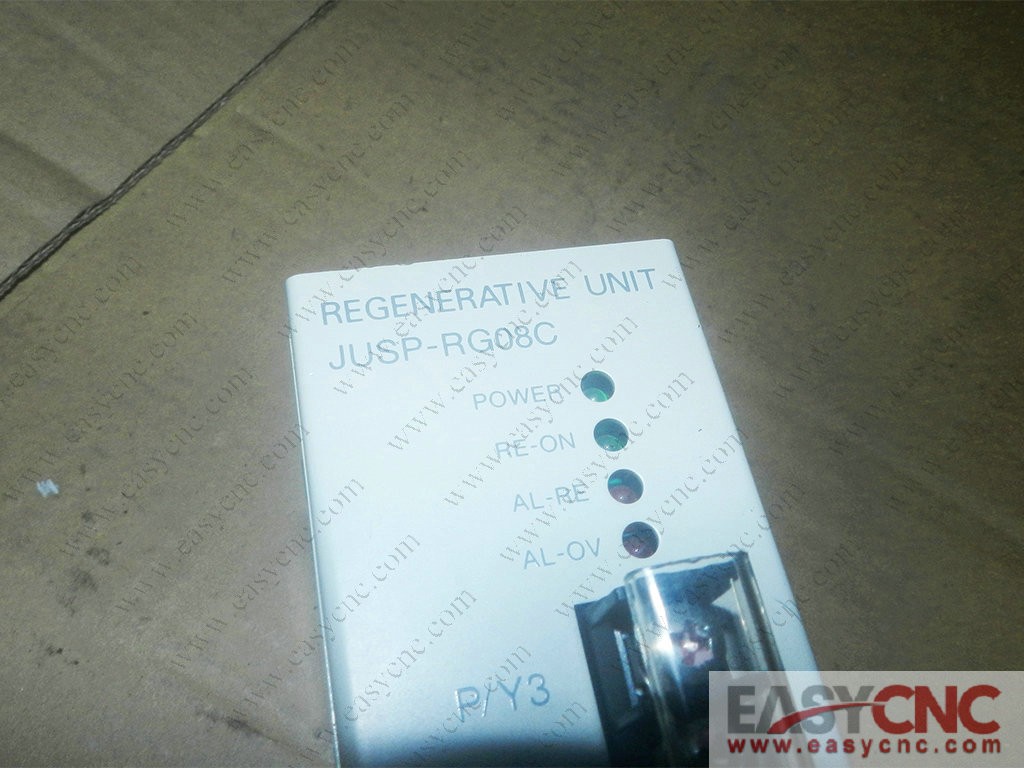 REGENERATIVE UNIT
JUSP-RG08C
POWER
RE-ON
AL-RE
AL-OV
P/Y3
EASYCNC
www.easycnc.com